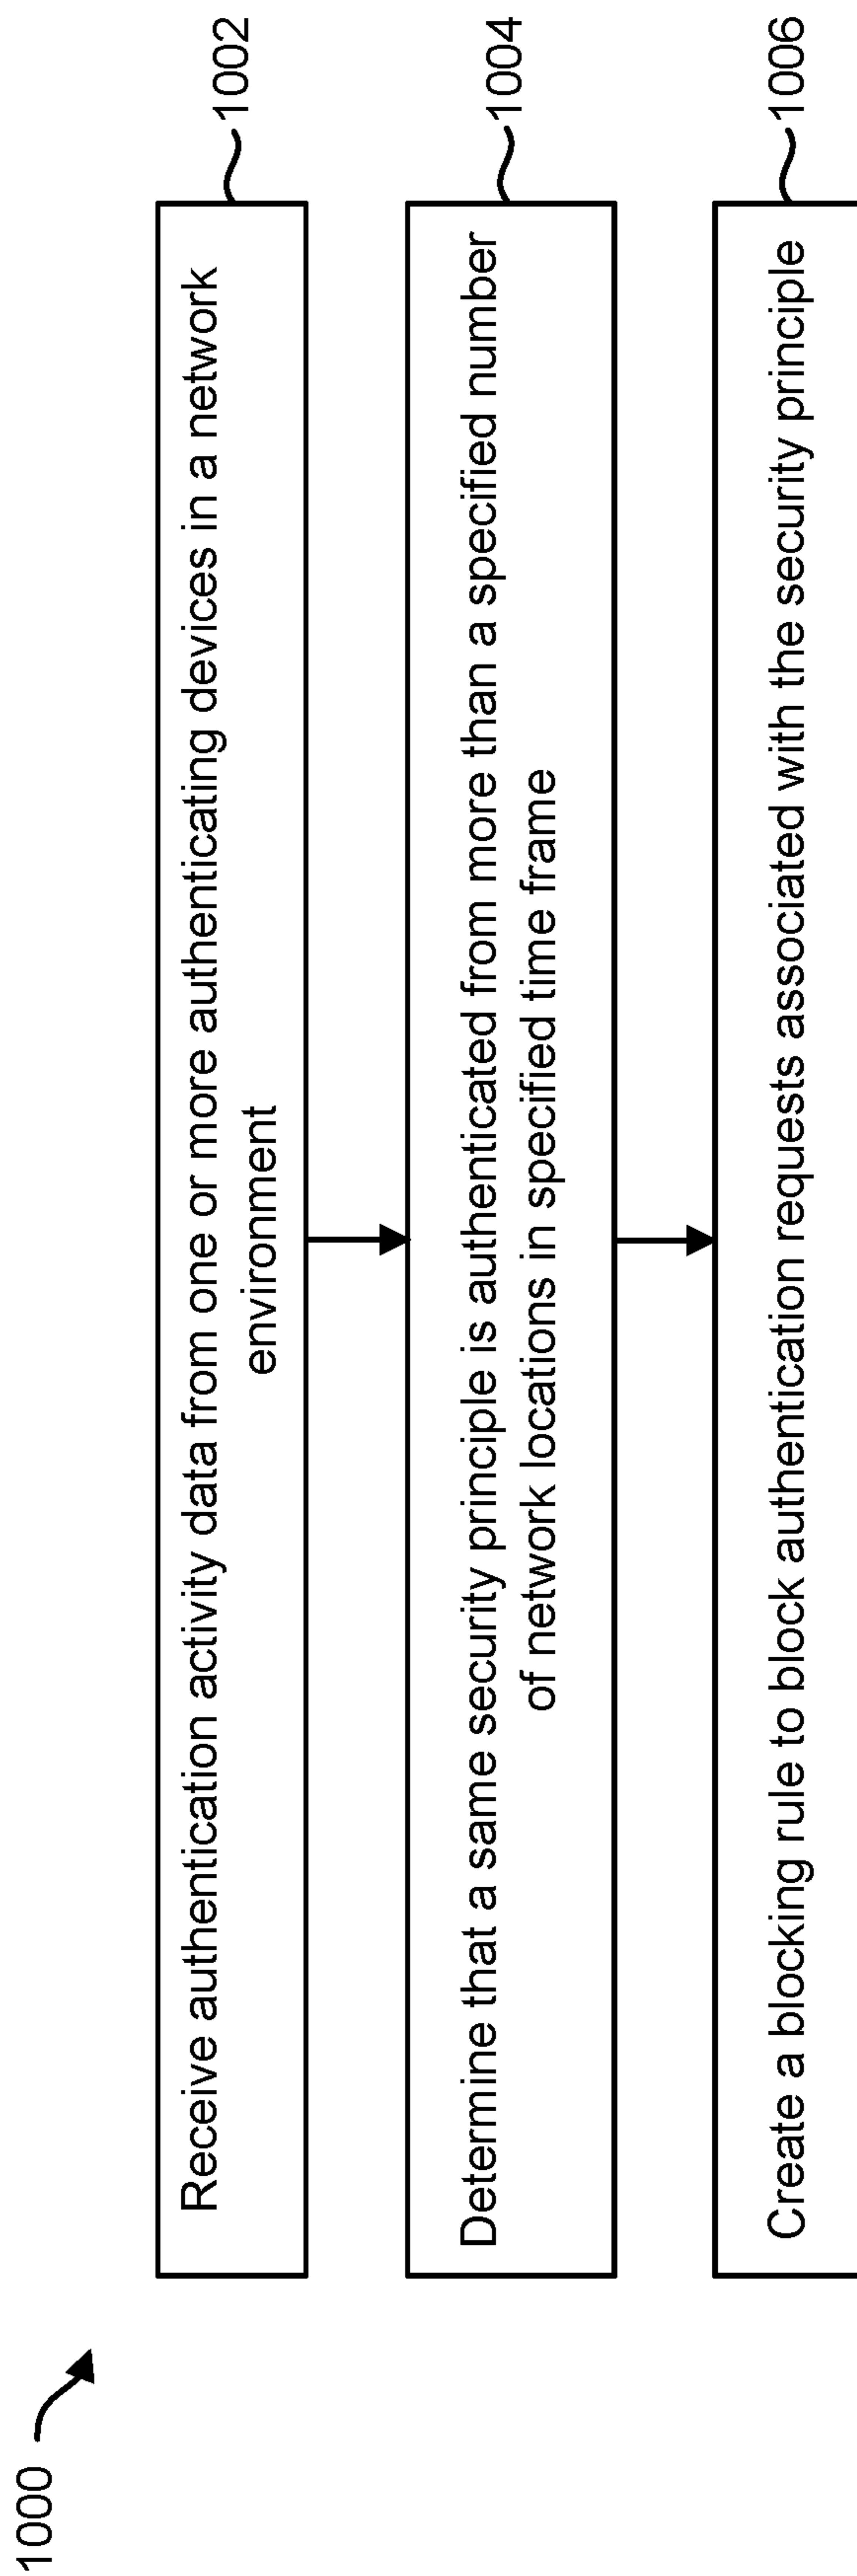 1000
Receive authentication activity data from one or more authenticating devices in a network
environment
1002
Determine that a same security principle is authenticated from more than a specified number
of network locations in specified time frame
1004
Create a blocking rule to block authentication requests associated with the security principle
1006